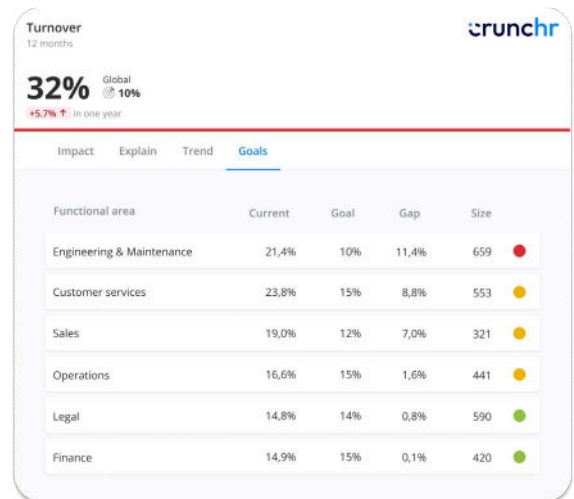 Turnover
crunchr
12 months
32% Global
10%
+5.7% ↑ in one year
Impact Explain Trend Goals
Functional area Current Goal Gap Size
Engineering & Maintenance 21,4% 10% 11,4% 659
Customer services 23,8% 15% 8,8% 553
Sales 19,0% 12% 7,0% 321
Operations 16,6% 15% 1,6% 441
Legal 14,8% 14% 0,8% 590
Finance 14,9% 15% 0,1% 420